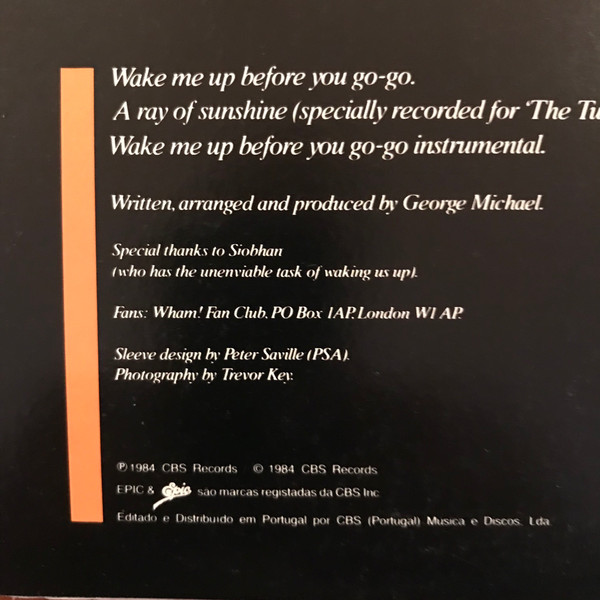 Wake me up before you go-go.
A ray of sunshine (specially recorded for ‘The Tu
Wake me up before you go-go instrumental.
Written, arranged and produced by George Michael.
Special thanks to Siobhan
(who has the unenviable task of waking us up).
Fans: Wham! Fan Club. PO Box 1AP. London W1 AP.
Sleeve design by Peter Saville (PSA).
Photography by Trevor Key.
℗ 1984 CBS Records © 1984 CBS Records
EPIC & Epic são marcas registadas da CBS Inc
Editado e Distribuido em Portugal por CBS (Portugal) Musica e Discos. Lda.